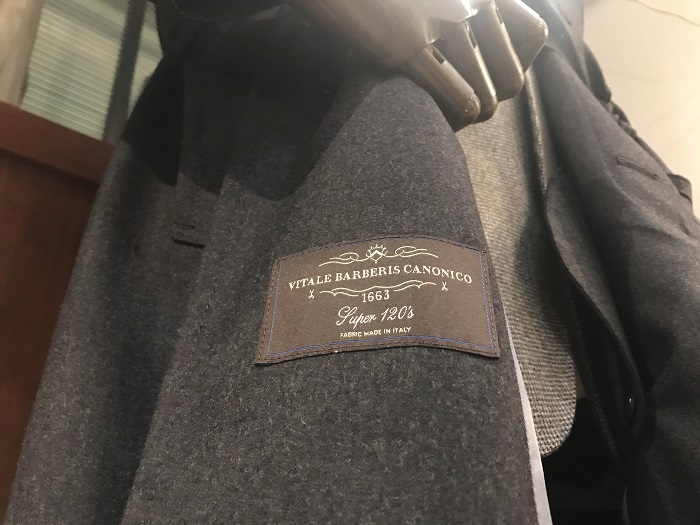 VITALE BARBERIS CANONICO
1663
Super 120's
FABRIC MADE IN ITALY